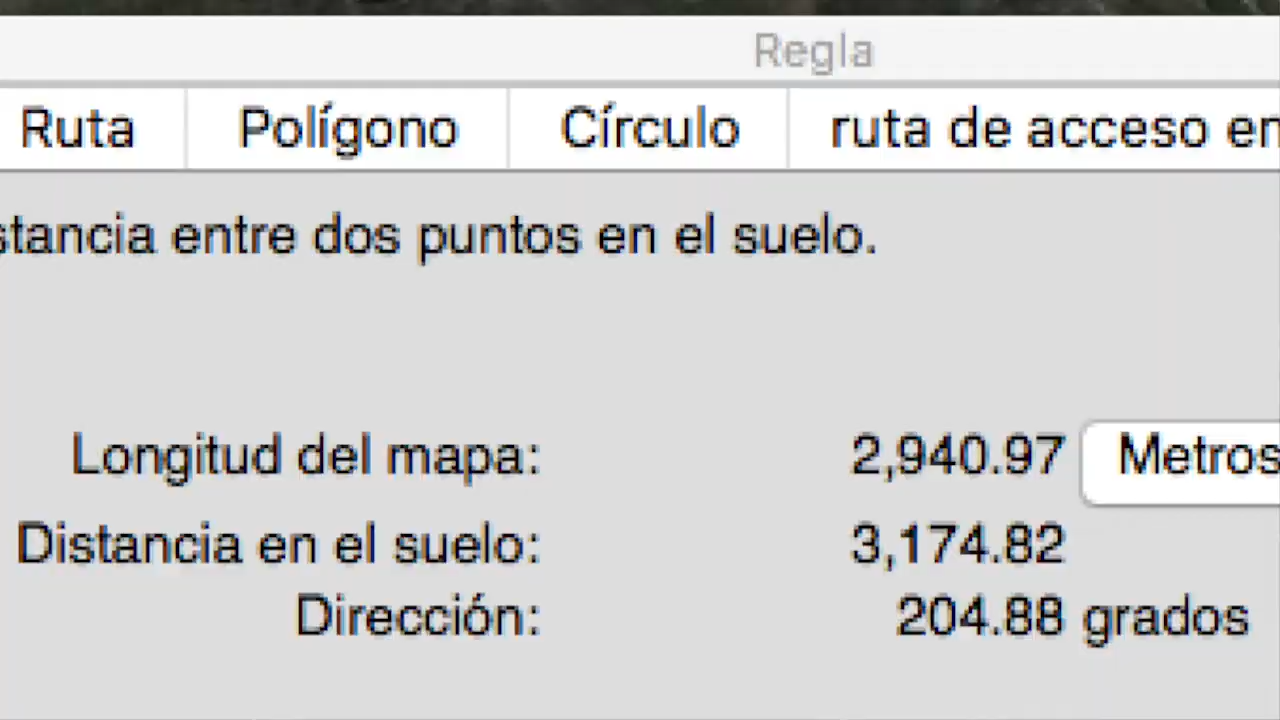 Regla
Ruta Polígono Círculo ruta de acceso en
stancia entre dos puntos en el suelo.
Longitud del mapa: 2,940.97 Metros
Distancia en el suelo: 3,174.82
Dirección: 204.88 grados